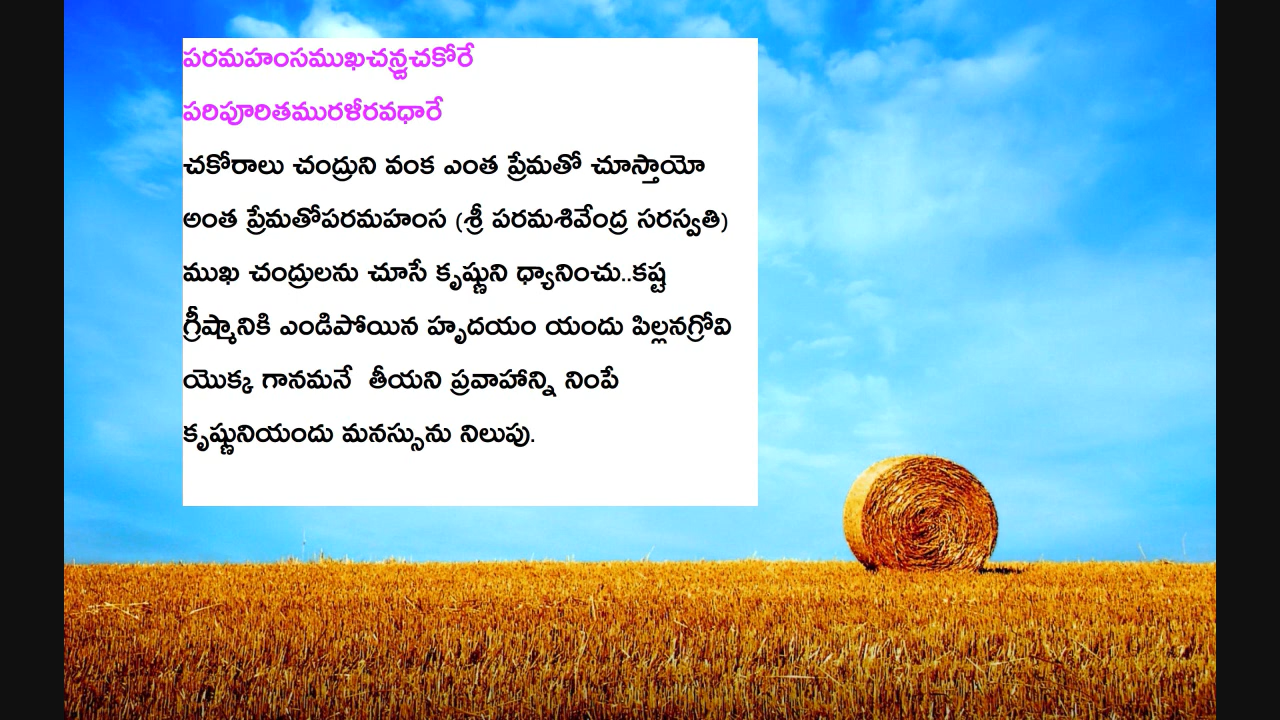 పరమహంసముఖచన్ద్రచకోరే
పరిపూరితమురళీరవధారే
చకోరాలు చంద్రుని వంక ఎంత ప్రేమతో చూస్తాయో
అంత ప్రేమతోపరమహంస (శ్రీ పరమశివేంద్ర సరస్వతి)
ముఖ చంద్రులను చూసే కృష్ణుని ధ్యానించు..కష్ట
గ్రీష్మానికి ఎండిపోయిన హృదయం యందు పిల్లనగ్రోవి
యొక్క గానమనే  తీయని ప్రవాహాన్ని నింపే
కృష్ణునియందు మనస్సును నిలుపు.